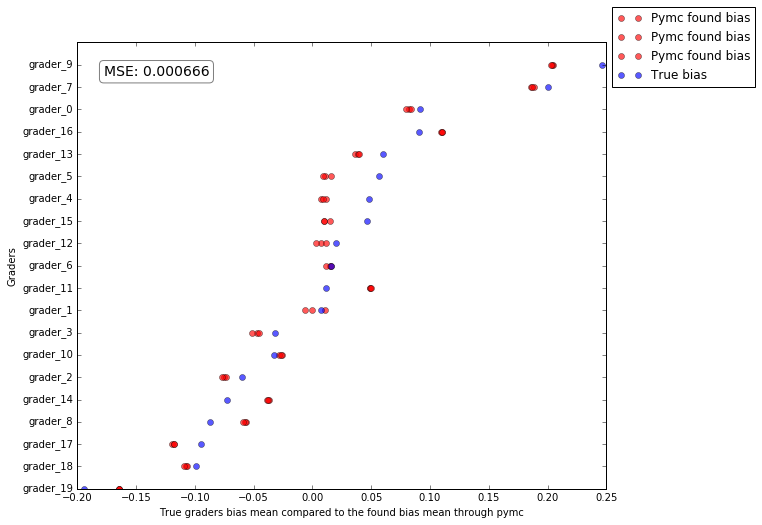 Pymc found bias
Pymc found bias
Pymc found bias
True bias
MSE: 0.000666
Graders
grader_9
grader_7
grader_0
grader_16
grader_13
grader_5
grader_4
grader_15
grader_12
grader_6
grader_11
grader_1
grader_3
grader_10
grader_2
grader_14
grader_8
grader_17
grader_18
grader_19
−0.20 −0.15 −0.10 −0.05 0.00 0.05 0.10 0.15 0.20 0.25
True graders bias mean compared to the found bias mean through pymc